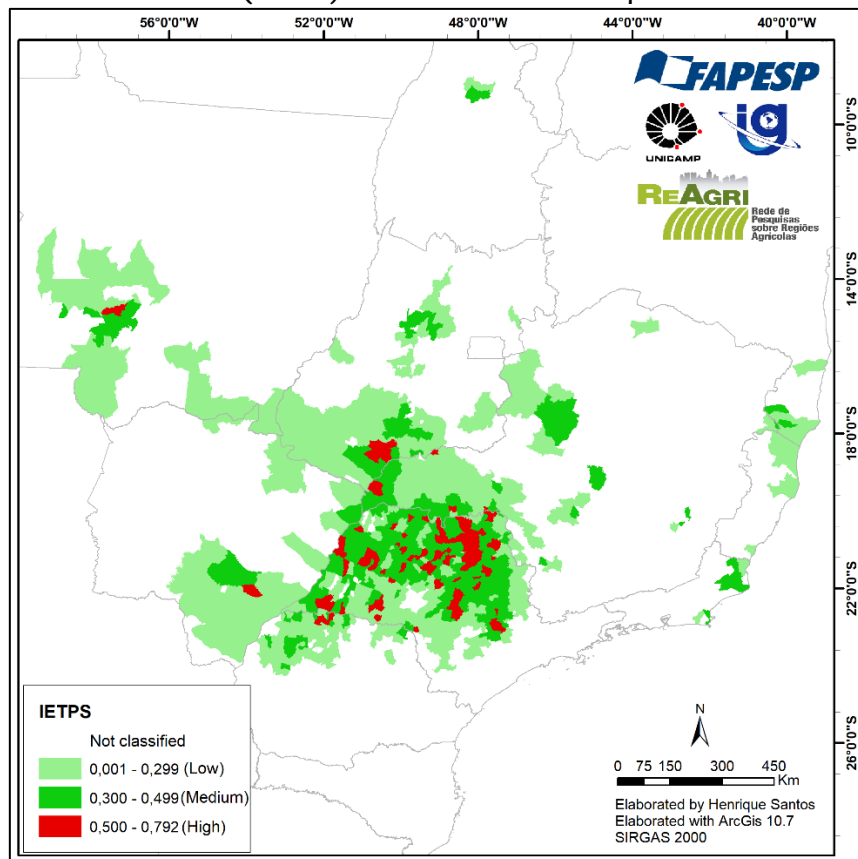 56°0'0"S 52°0'0"S 48°0'0"S 44°0'0"S 40°0'0"S
FAPESP
UNICAMP
ig
REAGRI
Rede de
Pesquisas
sobre Regiões
Agrícolas
10°0'0"S
14°0'0"S
18°0'0"S
22°0'0"S
26°0'0"S
IETPS
Not classified
0,001 - 0,299 (Low)
0,300 - 0,499 (Medium)
0,500 - 0,792 (High)
N
0 75 150 300 450
Km
Elaborated by Henrique Santos
Elaborated with ArcGis 10.7
SIRGAS 2000